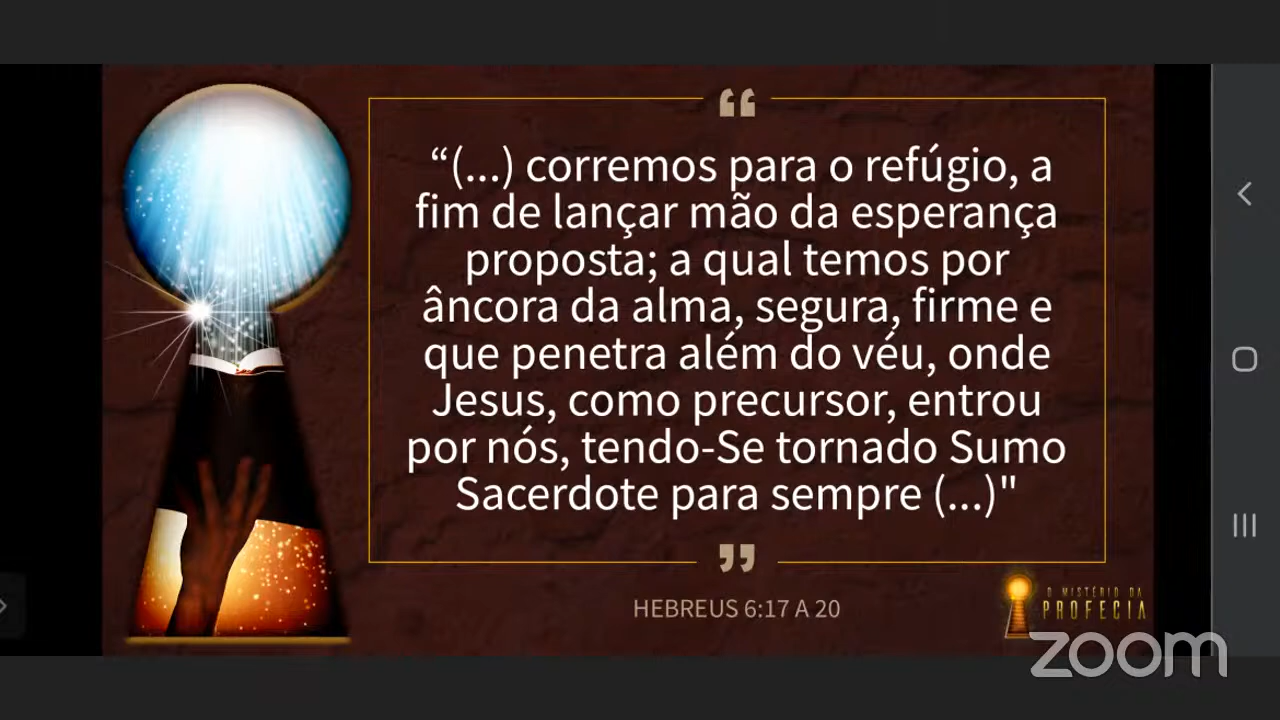 “
“(...) corremos para o refúgio, a
fim de lançar mão da esperança
proposta; a qual temos por
âncora da alma, segura, firme e
que penetra além do véu, onde
Jesus, como precursor, entrou
por nós, tendo-Se tornado Sumo
Sacerdote para sempre (...)"
”
HEBREUS 6:17 A 20
O MISTÉRIO DA
PROFECIA
zoom